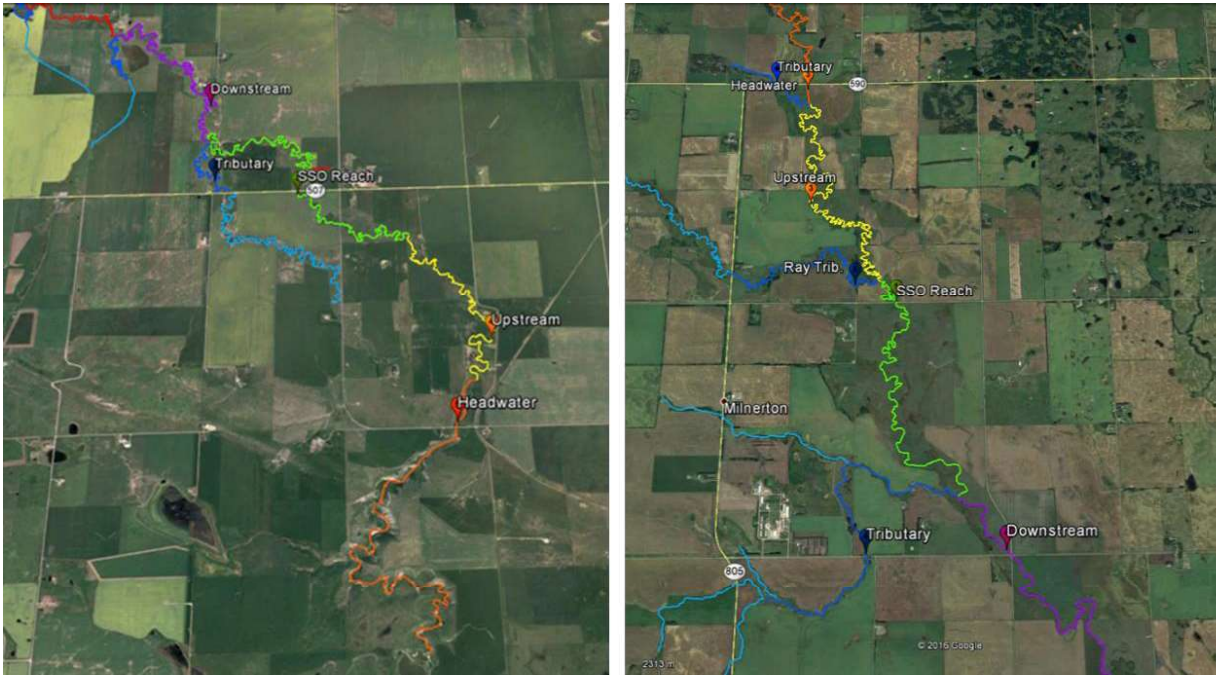 Downstream
Tributary
SSO Reach
507
Upstream
Headwater
Tributary
Headwater
590
Upstream
3
Ray Trib.
SSO Reach
Milnerton
Tributary
Downstream
805
© 2016 Google
2313 m